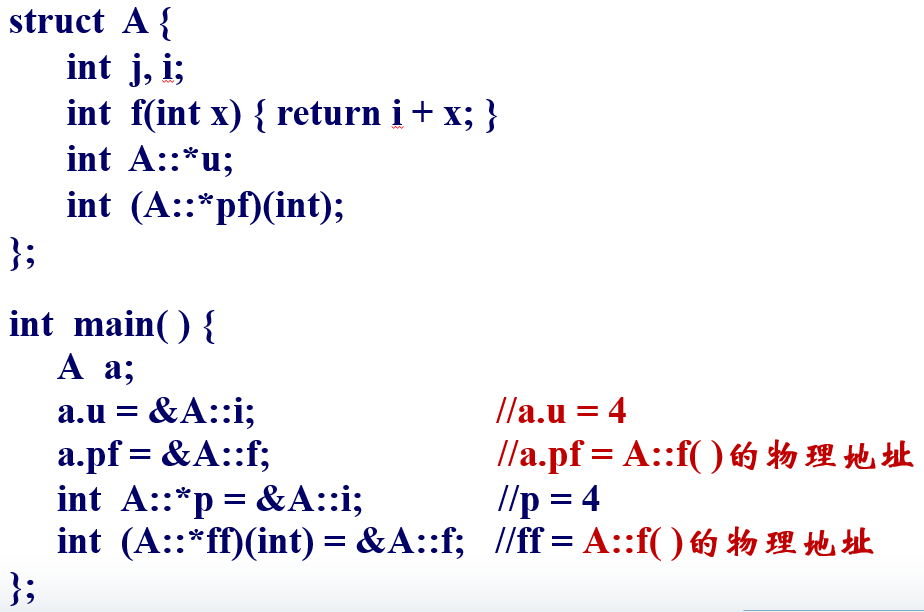 struct A {
int j, i;
int f(int x) { return i + x; }
int A::*u;
int (A::*pf)(int);
};
int main( ) {
A a;
a.u = &A::i; //a.u = 4
a.pf = &A::f; //a.pf = A::f( )的物理地址
int A::*p = &A::i; //p = 4
int (A::*ff)(int) = &A::f; //ff = A::f( )的物理地址
};